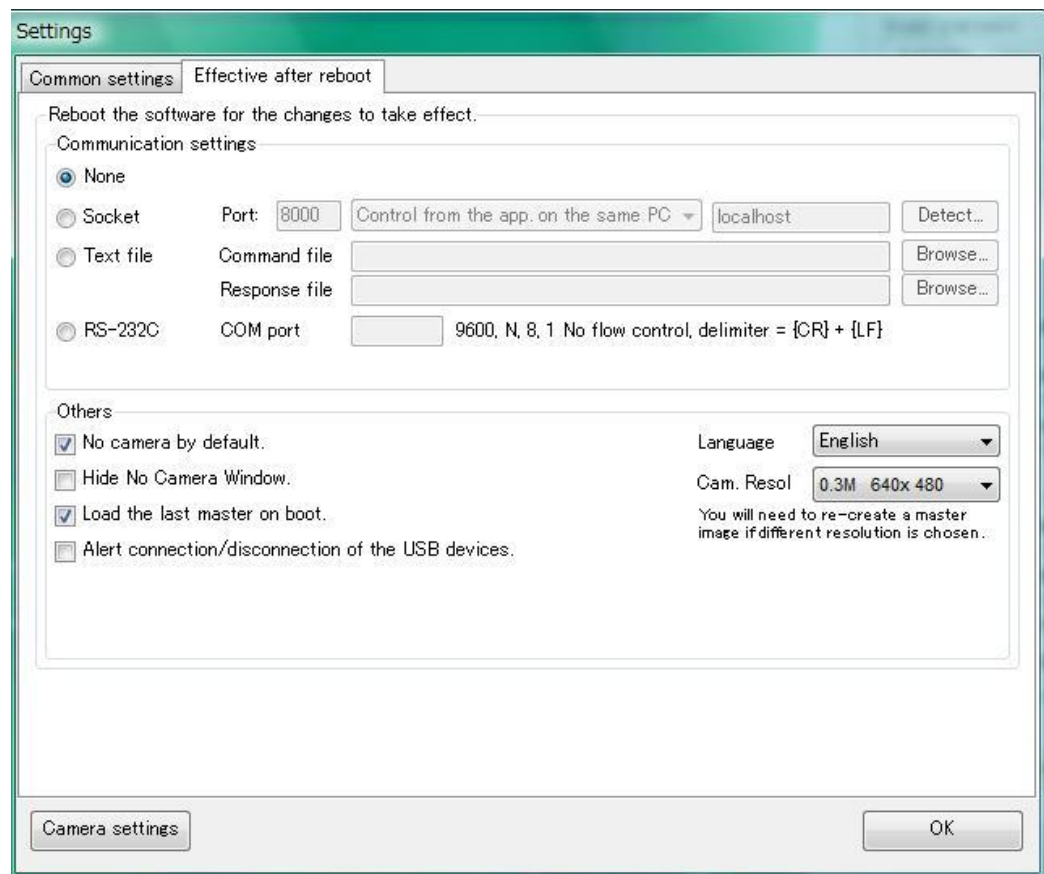 Settings
Common settings Effective after reboot
Reboot the software for the changes to take effect.
Communication settings
None
Socket Port: 8000 Control from the app. on the same PC localhost Detect...
Text file Command file Browse...
Response file Browse...
RS-232C COM port 9600, N, 8, 1 No flow control, delimiter = {CR} + {LF}
Others
No camera by default. Language English
Hide No Camera Window. Cam. Resol 0.3M 640x 480
Load the last master on boot. You will need to re-create a master
image if different resolution is chosen.
Alert connection/disconnection of the USB devices.
Camera settings OK